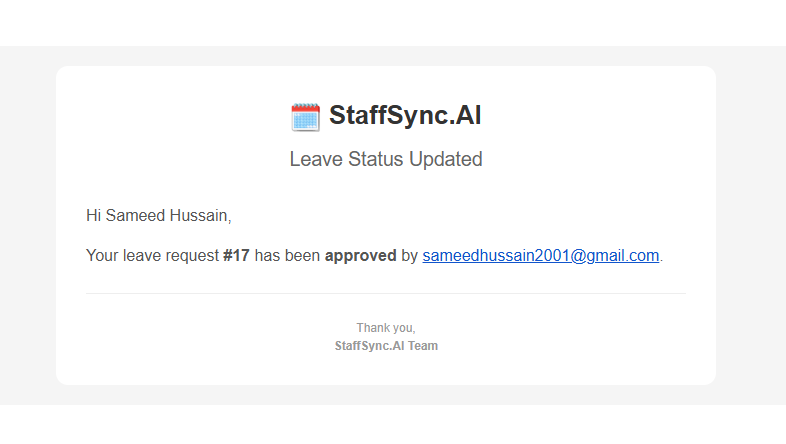 StaffSync.AI
Leave Status Updated
Hi Sameed Hussain,
Your leave request #17 has been approved by sameedhussain2001@gmail.com.
Thank you,
StaffSync.AI Team